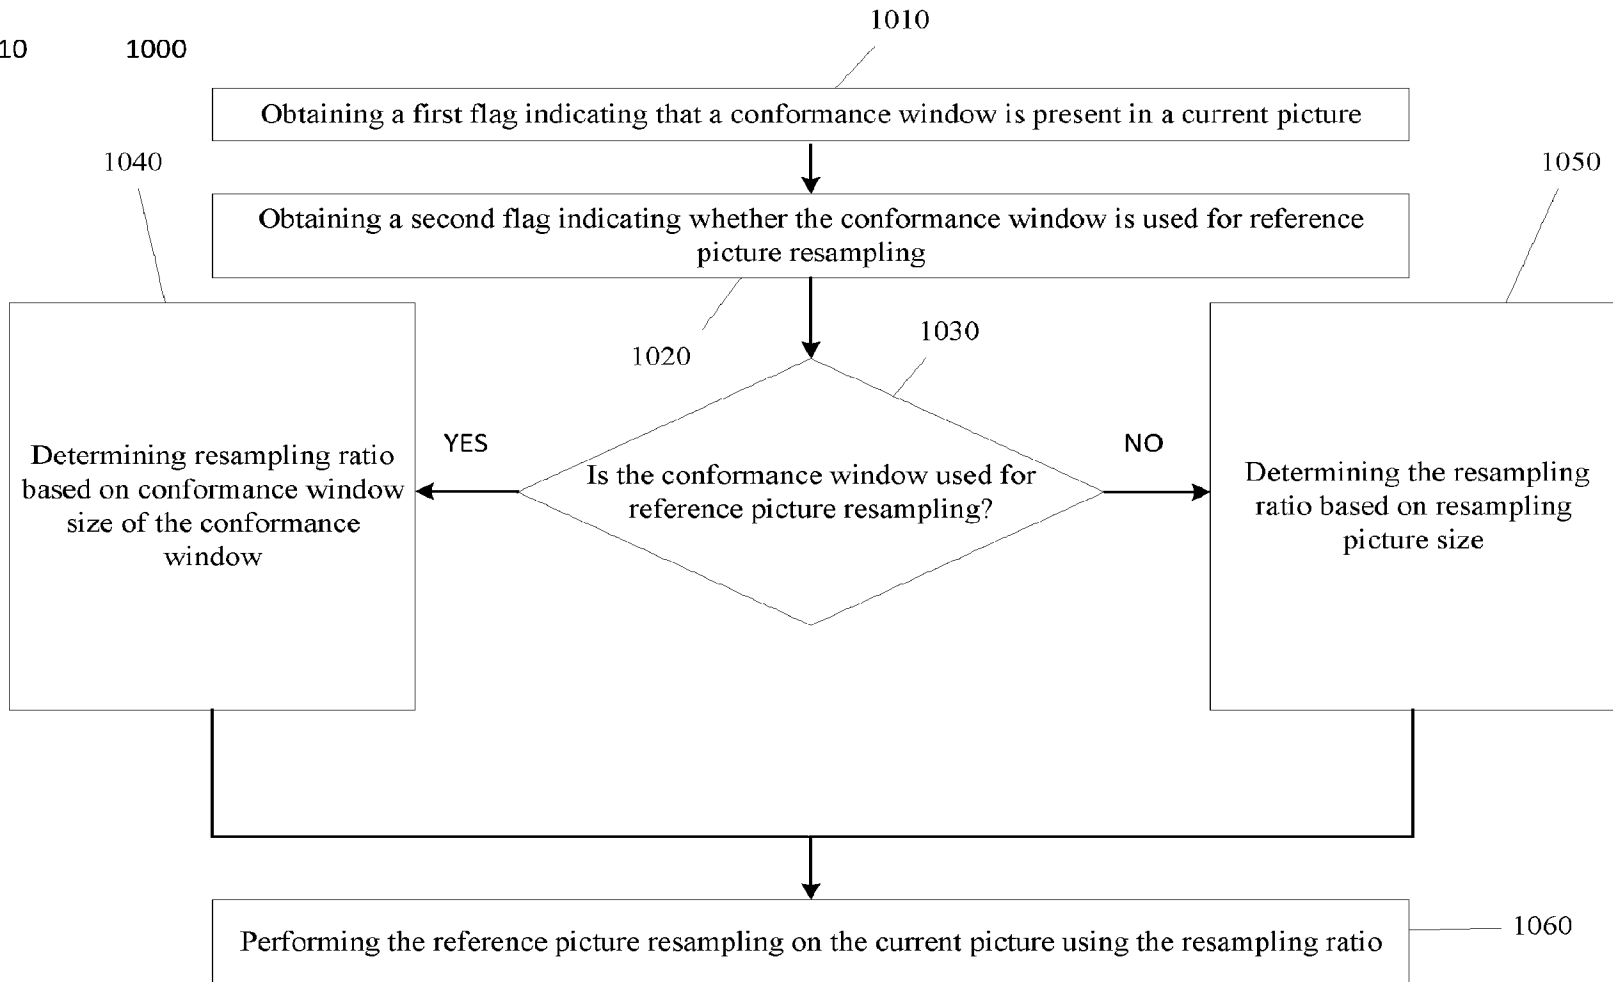 10
1000
1010
Obtaining a first flag indicating that a conformance window is present in a current picture
1040
1050
Obtaining a second flag indicating whether the conformance window is used for reference
picture resampling
1020
1030
YES
NO
Determining resampling ratio
based on conformance window
size of the conformance
window
Is the conformance window used for
reference picture resampling?
Determining the resampling
ratio based on resampling
picture size
Performing the reference picture resampling on the current picture using the resampling ratio
1060